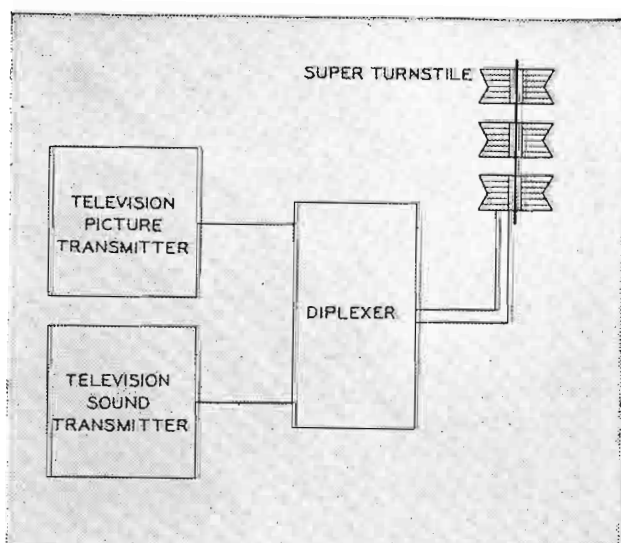 SUPER TURNSTILE
TELEVISION
PICTURE
TRANSMITTER
DIPLEXER
TELEVISION
SOUND
TRANSMITTER